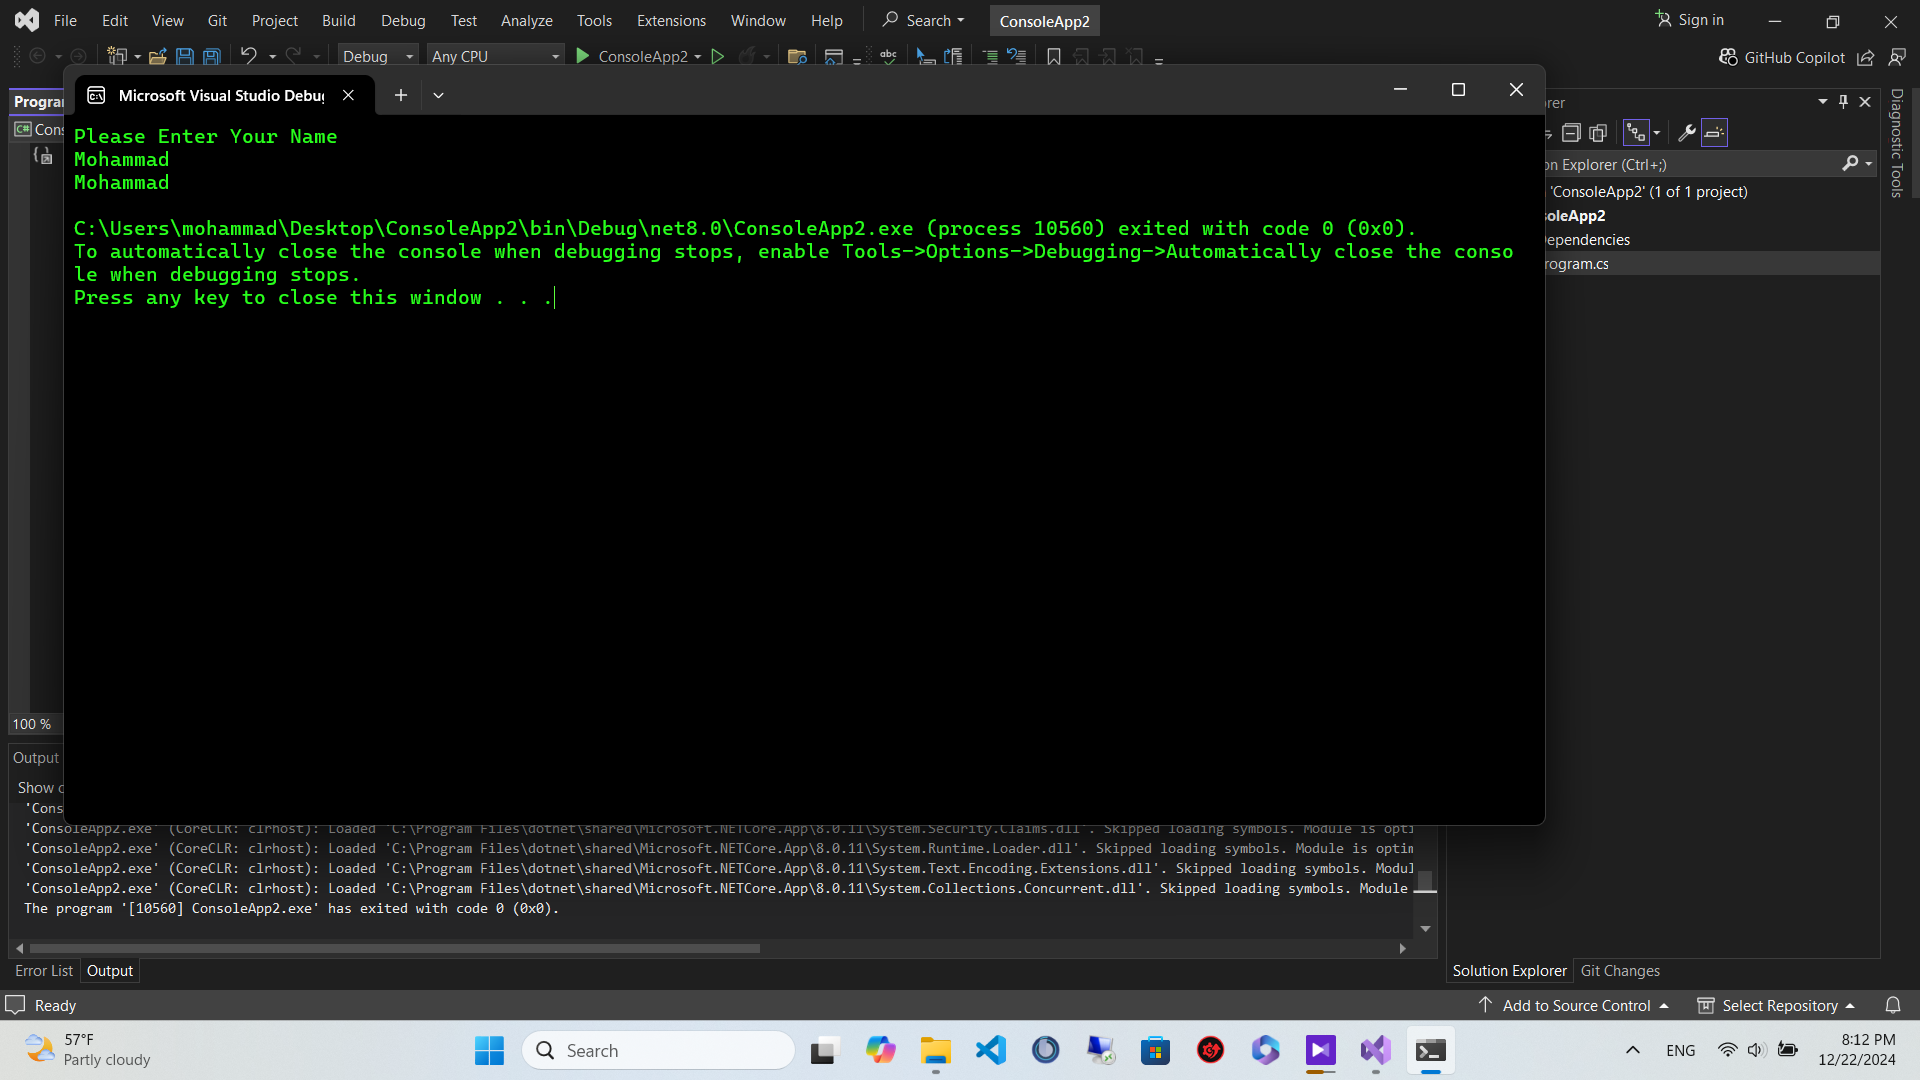 File Edit View Git Project Build Debug Test Analyze Tools Extensions Window Help Search ConsoleApp2 Sign in
Debug Any CPU ConsoleApp2 abc GitHub Copilot
Microsoft Visual Studio Debug
C#
100 %
Please Enter Your Name
Mohammad
Mohammad
C:\Users\mohammad\Desktop\ConsoleApp2\bin\Debug\net8.0\ConsoleApp2.exe (process 10560) exited with code 0 (0x0).
To automatically close the console when debugging stops, enable Tools->Options->Debugging->Automatically close the conso
le when debugging stops.
Press any key to close this window . . .
Explorer (Ctrl+;)
'ConsoleApp2' (1 of 1 project)
Diagnostic Tools
Output
Show
'ConsoleApp2.exe' (CoreCLR: clrhost): Loaded 'C:\Program Files\dotnet\shared\Microsoft.NETCore.App\8.0.11\System.Security.Claims.dll'. Skipped loading symbols. Module is opti
'ConsoleApp2.exe' (CoreCLR: clrhost): Loaded 'C:\Program Files\dotnet\shared\Microsoft.NETCore.App\8.0.11\System.Runtime.Loader.dll'. Skipped loading symbols. Module is optim
'ConsoleApp2.exe' (CoreCLR: clrhost): Loaded 'C:\Program Files\dotnet\shared\Microsoft.NETCore.App\8.0.11\System.Text.Encoding.Extensions.dll'. Skipped loading symbols. Modul
'ConsoleApp2.exe' (CoreCLR: clrhost): Loaded 'C:\Program Files\dotnet\shared\Microsoft.NETCore.App\8.0.11\System.Collections.Concurrent.dll'. Skipped loading symbols. Module
The program '[10560] ConsoleApp2.exe' has exited with code 0 (0x0).
Error List Output
Solution Explorer Git Changes
Ready Add to Source Control Select Repository
57°F
Partly cloudy
Search
ENG
8:12 PM
12/22/2024